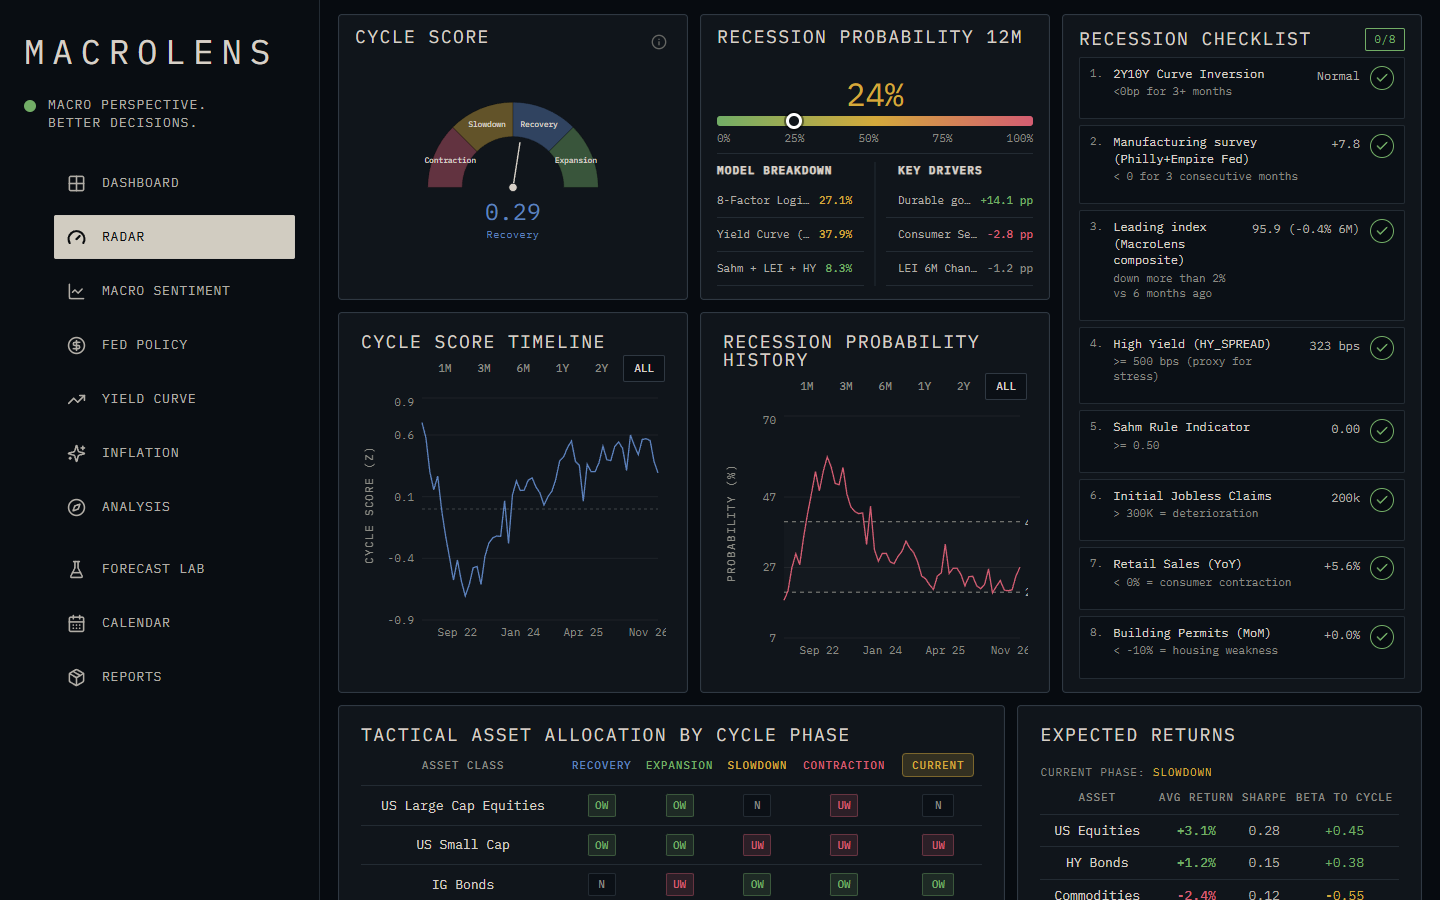 MACROLENS
MACRO PERSPECTIVE.
BETTER DECISIONS.
DASHBOARD
RADAR
MACRO SENTIMENT
FED POLICY
YIELD CURVE
INFLATION
ANALYSIS
FORECAST LAB
CALENDAR
REPORTS
CYCLE SCORE
Slowdown Recovery
Contraction Expansion
0.29
Recovery
RECESSION PROBABILITY 12M
24%
0% 25% 50% 75% 100%
MODEL BREAKDOWN
8-Factor Logi… 27.1%
Yield Curve (… 37.9%
Sahm + LEI + HY 8.3%
KEY DRIVERS
Durable go… +14.1 pp
Consumer Se… -2.8 pp
LEI 6M Chan… -1.2 pp
RECESSION CHECKLIST 0/8
1. 2Y10Y Curve Inversion Normal
<0bp for 3+ months
2. Manufacturing survey +7.8
(Philly+Empire Fed)
< 0 for 3 consecutive months
3. Leading index 95.9 (-0.4% 6M)
(MacroLens
composite)
down more than 2%
vs 6 months ago
4. High Yield (HY_SPREAD) 323 bps
>= 500 bps (proxy for
stress)
5. Sahm Rule Indicator 0.00
>= 0.50
6. Initial Jobless Claims 200k
> 300K = deterioration
7. Retail Sales (YoY) +5.6%
< 0% = consumer contraction
8. Building Permits (MoM) +0.0%
< -10% = housing weakness
CYCLE SCORE TIMELINE
1M 3M 6M 1Y 2Y ALL
CYCLE SCORE (Z)
0.9
0.6
0.1
-0.4
-0.9
Sep 22 Jan 24 Apr 25 Nov 26
RECESSION PROBABILITY
HISTORY
1M 3M 6M 1Y 2Y ALL
PROBABILITY (%)
70
47
27
7
Sep 22 Jan 24 Apr 25 Nov 26
TACTICAL ASSET ALLOCATION BY CYCLE PHASE
ASSET CLASS RECOVERY EXPANSION SLOWDOWN CONTRACTION CURRENT
US Large Cap Equities OW OW N UW N
US Small Cap OW OW UW UW UW
IG Bonds N UW OW OW OW
EXPECTED RETURNS
CURRENT PHASE: SLOWDOWN
ASSET AVG RETURN SHARPE BETA TO CYCLE
US Equities +3.1% 0.28 +0.45
HY Bonds +1.2% 0.15 +0.38
Commodities -2.4% 0.12 -0.55